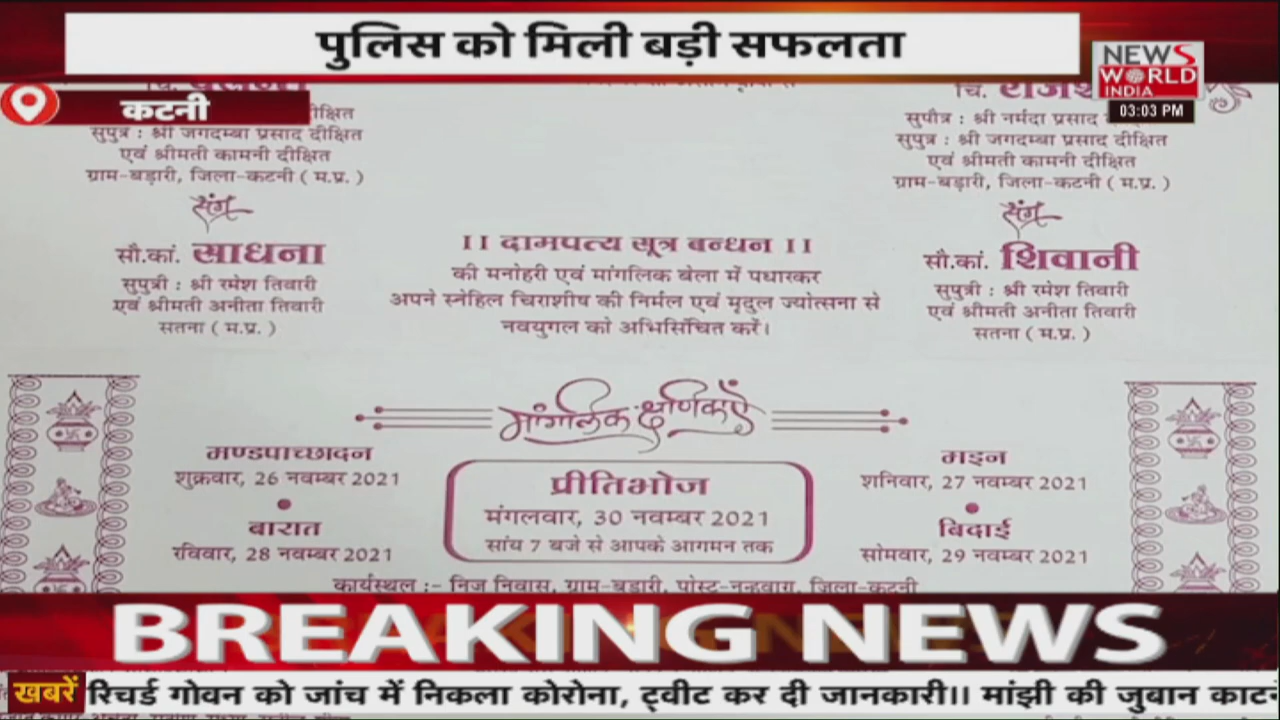 पुलिस को मिली बड़ी सफलता
NEWS
WORLD
INDIA
03:03 PM
कटनी
चि.
दीक्षित
सुपुत्र : श्री जगदम्बा प्रसाद दीक्षित
एवं श्रीमती कामनी दीक्षित
ग्राम-बड़ारी, जिला-कटनी ( म.प्र. )
संग
सौ.कां. साधना
सुपुत्री : श्री रमेश तिवारी
एवं श्रीमती अनीता तिवारी
सतना ( म.प्र. )
।। दामपत्य सूत्र बन्धन ।।
की मनोहरी एवं मांगलिक बेला में पधारकर
अपने स्नेहिल चिराशीष की निर्मल एवं मृदुल ज्योत्सना से
नवयुगल को अभिसिंचित करें।
चि.
सुपौत्र : श्री नर्मदा प्रसाद
सुपुत्र : श्री जगदम्बा प्रसाद दीक्षित
एवं श्रीमती कामनी दीक्षित
ग्राम-बड़ारी, जिला-कटनी ( म.प्र. )
संग
सौ.कां. शिवानी
सुपुत्री : श्री रमेश तिवारी
एवं श्रीमती अनीता तिवारी
सतना ( म.प्र. )
मांगलिक क्षणिकाएँ
मण्डपाच्छादन
शुक्रवार, 26 नवम्बर 2021
बारात
रविवार, 28 नवम्बर 2021
प्रीतिभोज
मंगलवार, 30 नवम्बर 2021
सांय 7 बजे से आपके आगमन तक
माइन
शनिवार, 27 नवम्बर 2021
बिदाई
सोमवार, 29 नवम्बर 2021
कार्यस्थल :- निज निवास, ग्राम-बड़ारी, पोस्ट-नन्हवारा, जिला-कटनी
BREAKING NEWS
खबरें
रिचर्ड गोवन को जांच में निकला कोरोना, ट्वीट कर दी जानकारी।। मांझी की जुबान काटने